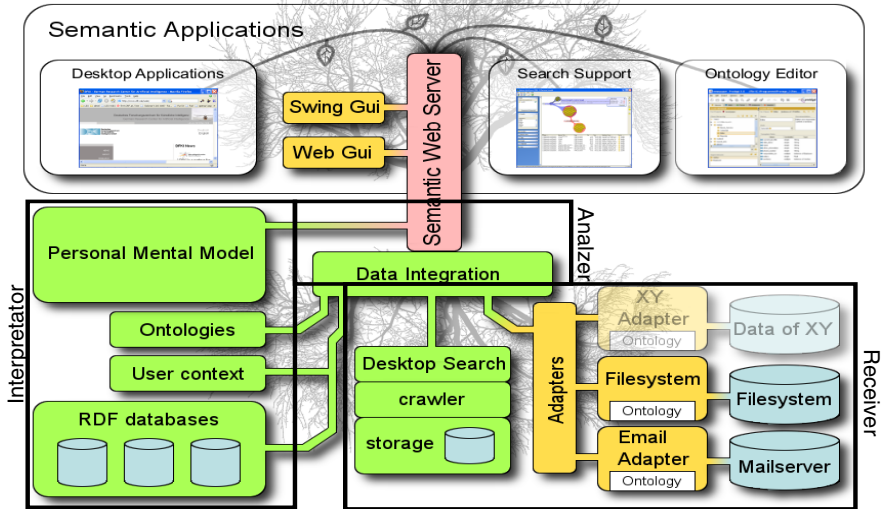 Semantic Applications
Desktop Applications
Swing Gui
Web Gui
Semantic Web Server
Search Support
Ontology Editor
Interpretator
Personal Mental Model
Ontologies
User context
RDF databases
Analzer
Data Integration
Desktop Search
crawler
storage
Adapters
XY
Adapter
Ontology
Data of XY
Filesystem
Ontology
Filesystem
Email
Adapter
Ontology
Mailserver
Receiver